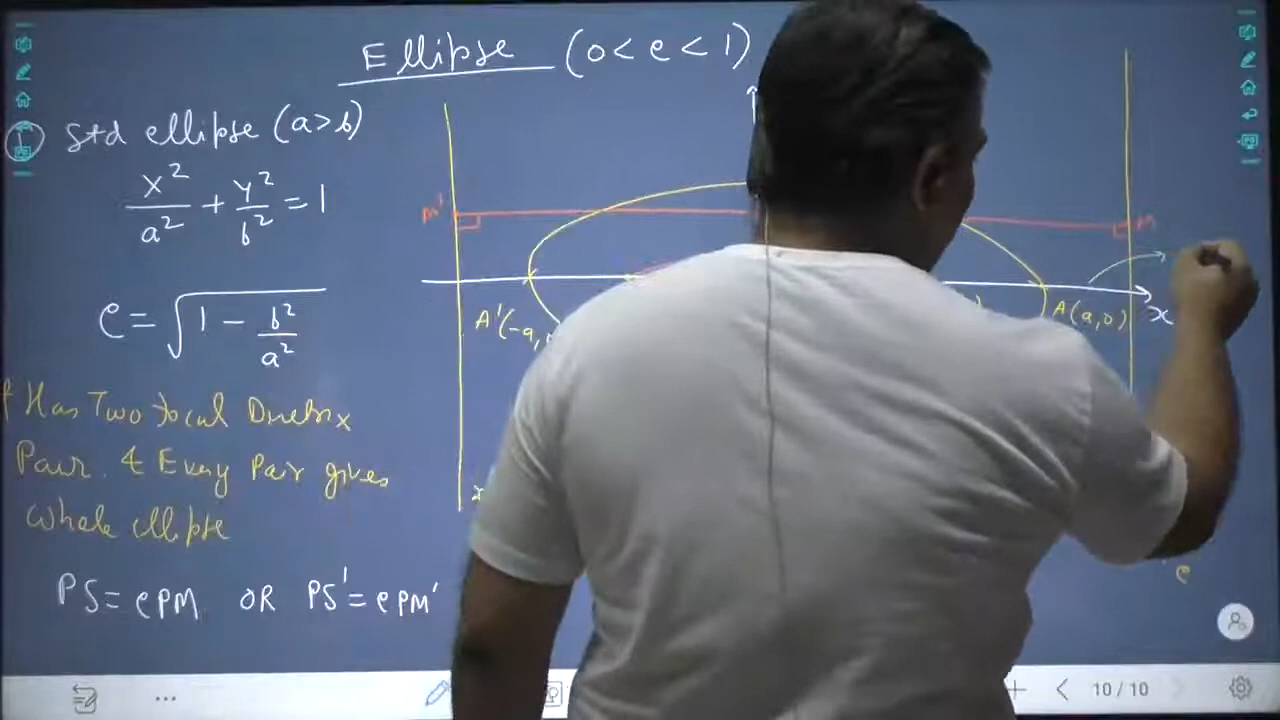 Ellipse (0 < e < 1)
① Std ellipse (a>b)
x²/a² + y²/b² = 1
e = √(1 - b²/a²)
Has Two focal Directrix
Pair. & Every Pair gives
whole ellipse
PS = ePM OR PS' = ePM'
M'
M
A'(-a,
A(a,0)
x
e
10/10